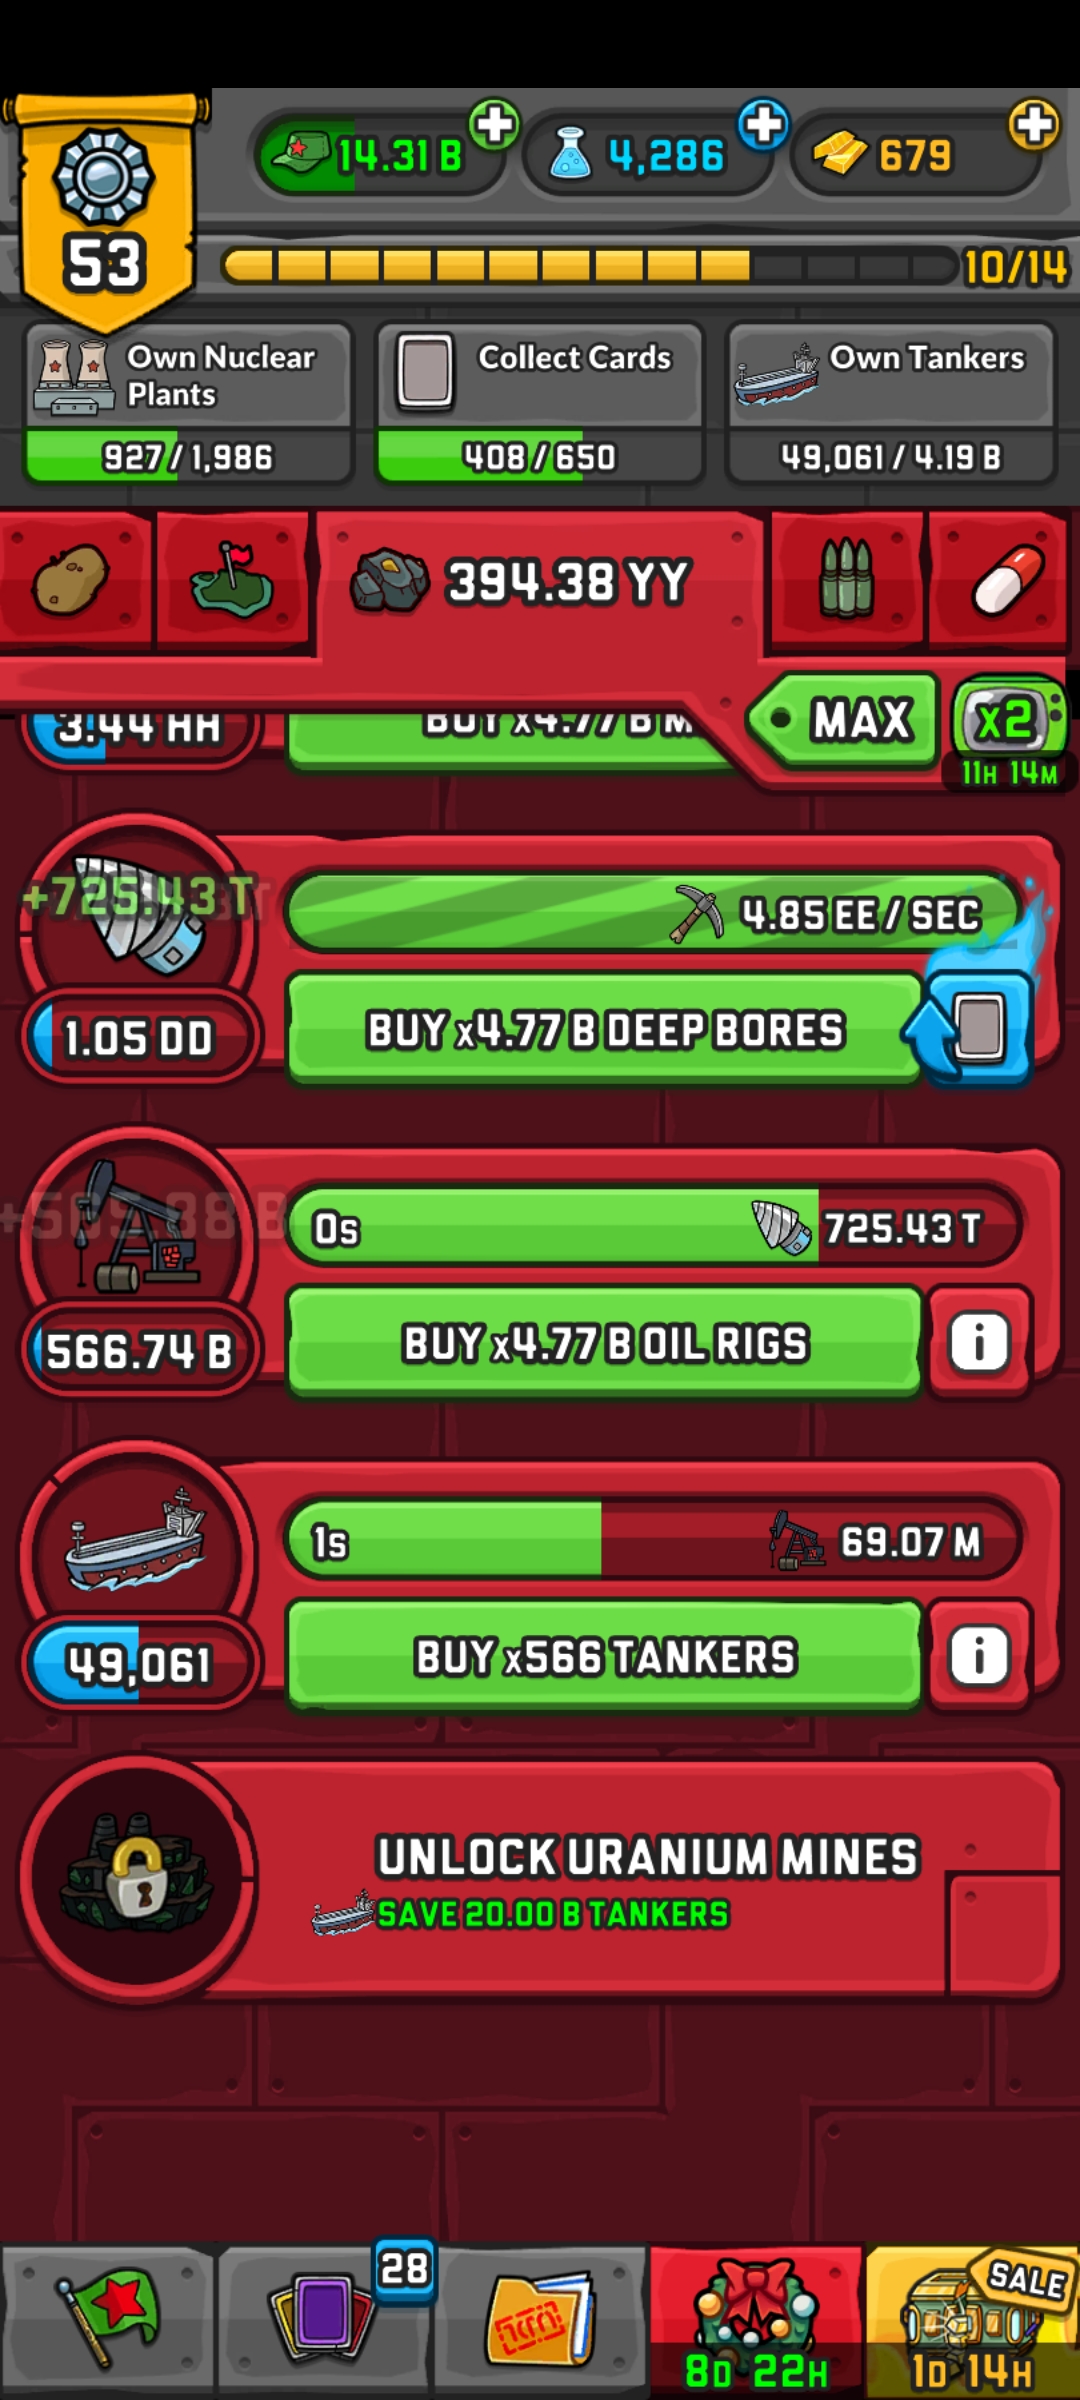 14.31 B
4,286
679
53
10/14
Own Nuclear
Plants
927 / 1,986
Collect Cards
408 / 650
Own Tankers
49,061 / 4.19 B
394.38 YY
3.44 HH
BUY x4.77 B M
MAX
x2
11H 14M
+725.43 T
4.85 EE / SEC
1.05 DD
BUY x4.77 B DEEP BORES
0s
725.43 T
566.74 B
BUY x4.77 B OIL RIGS
i
1s
69.07 M
49,061
BUY x566 TANKERS
i
UNLOCK URANIUM MINES
SAVE 20.00 B TANKERS
28
SALE
8D 22H
1D 14H